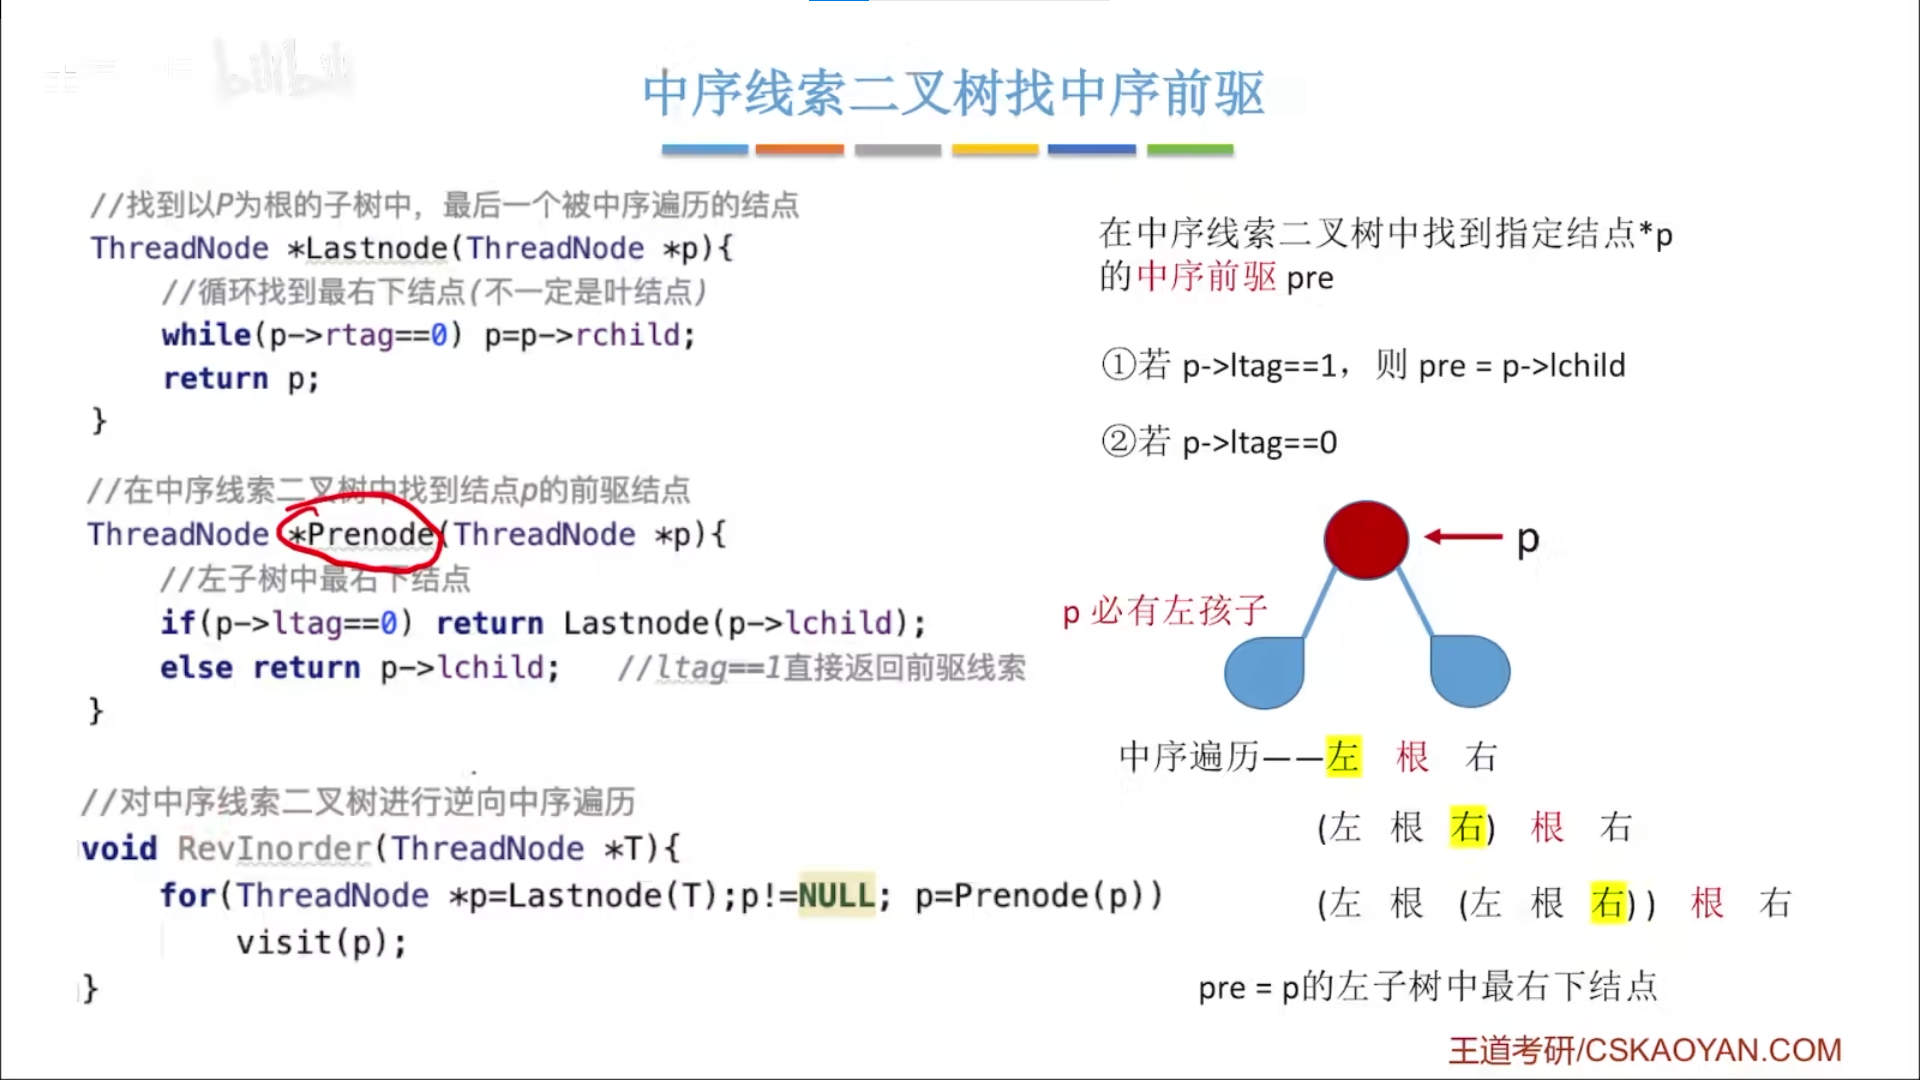 bilibili
中序线索二叉树找中序前驱
//找到以P为根的子树中，最后一个被中序遍历的结点
ThreadNode *Lastnode(ThreadNode *p){
//循环找到最右下结点(不一定是叶结点)
while(p->rtag==0) p=p->rchild;
return p;
}
//在中序线索二叉树中找到结点p的前驱结点
ThreadNode *Prenode(ThreadNode *p){
//左子树中最右下结点
if(p->ltag==0) return Lastnode(p->lchild);
else return p->lchild; //ltag==1直接返回前驱线索
}
//对中序线索二叉树进行逆向中序遍历
void RevInorder(ThreadNode *T){
for(ThreadNode *p=Lastnode(T);p!=NULL; p=Prenode(p))
visit(p);
}
在中序线索二叉树中找到指定结点*p
的中序前驱 pre
①若 p->ltag==1，则 pre = p->lchild
②若 p->ltag==0
p
p 必有左孩子
中序遍历——左 根 右
(左 根 右) 根 右
(左 根 (左 根 右)) 根 右
pre = p的左子树中最右下结点
王道考研/CSKAOYAN.COM